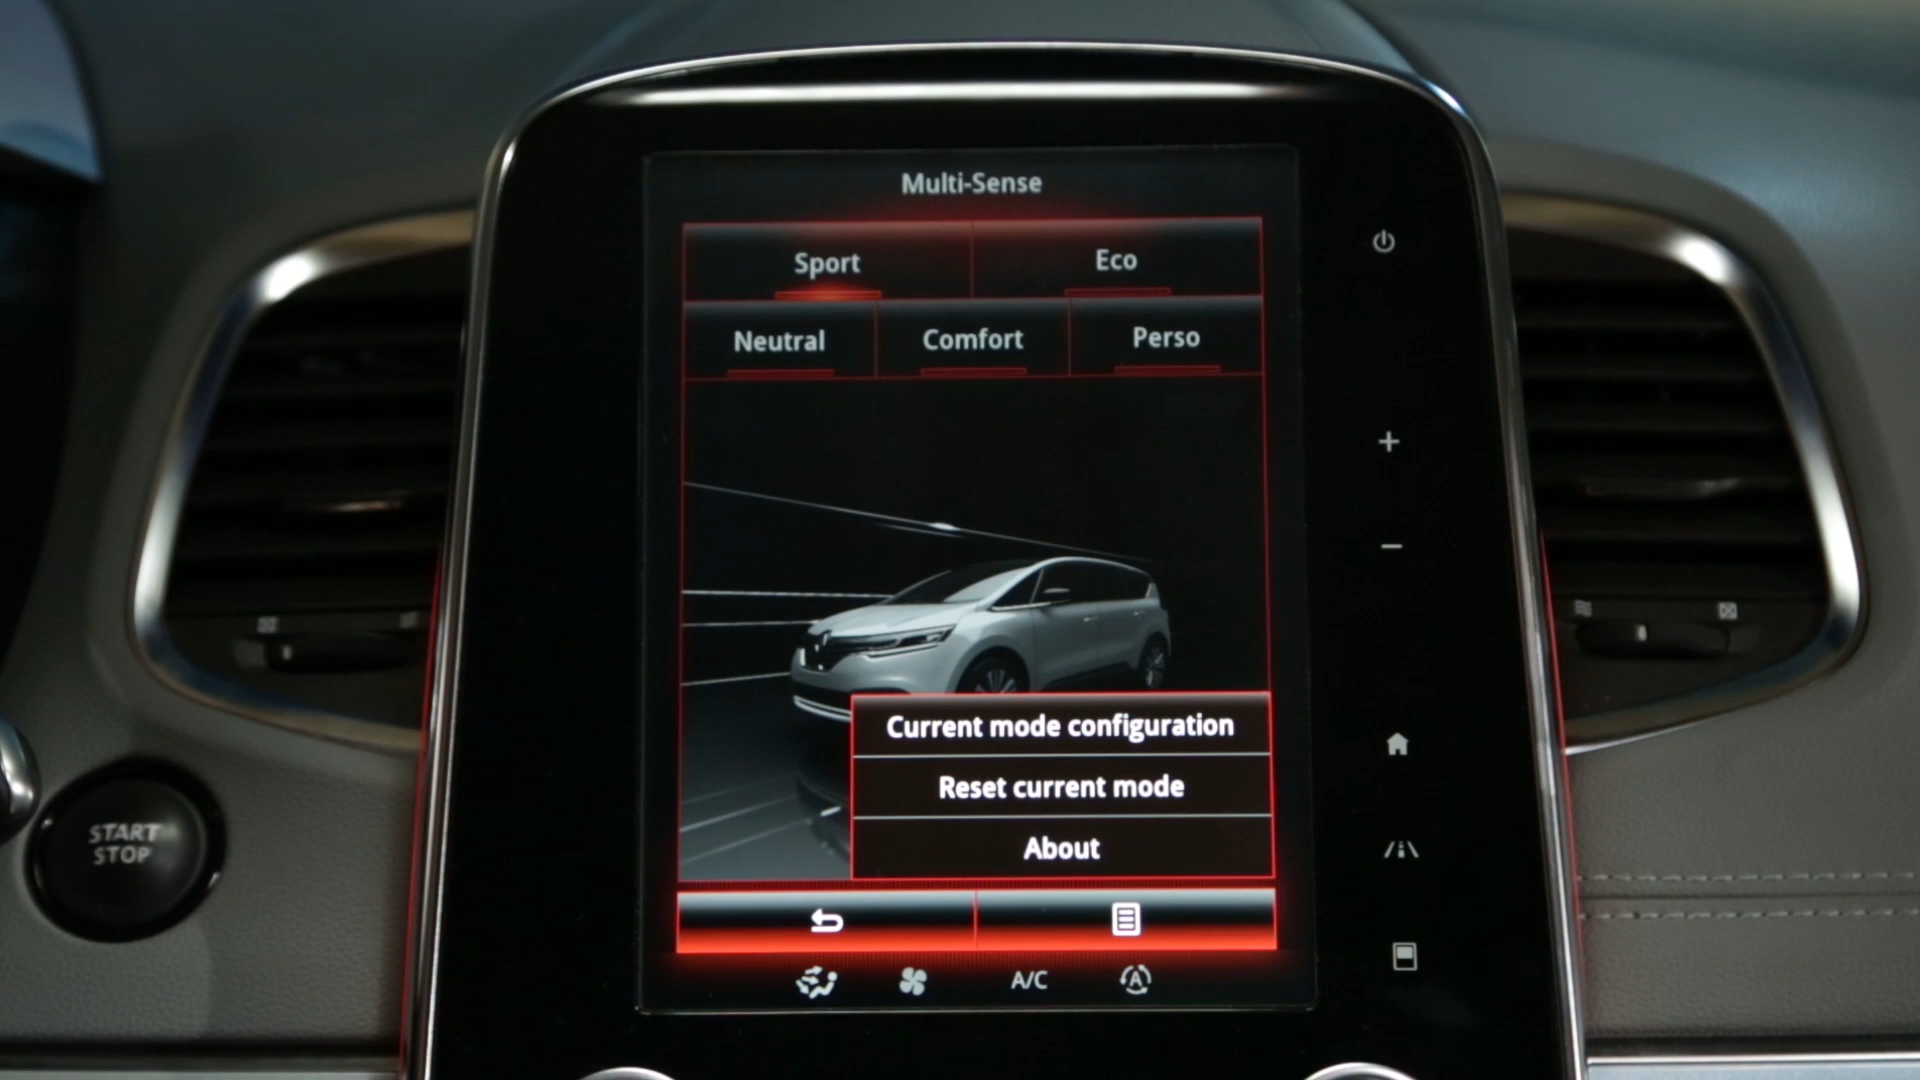 Multi-Sense
Sport
Eco
Neutral
Comfort
Perso
Current mode configuration
Reset current mode
About
A/C
A
START
STOP